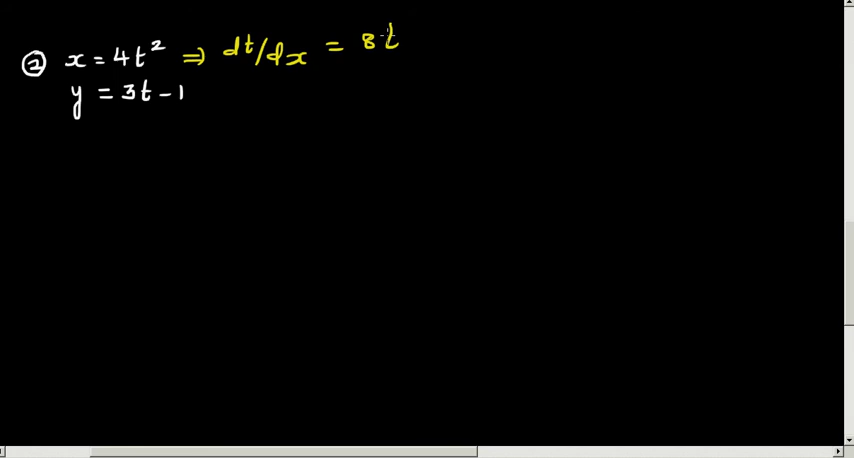 ② x = 4t² ⇒ dt/dx = 8t
y = 3t - 1